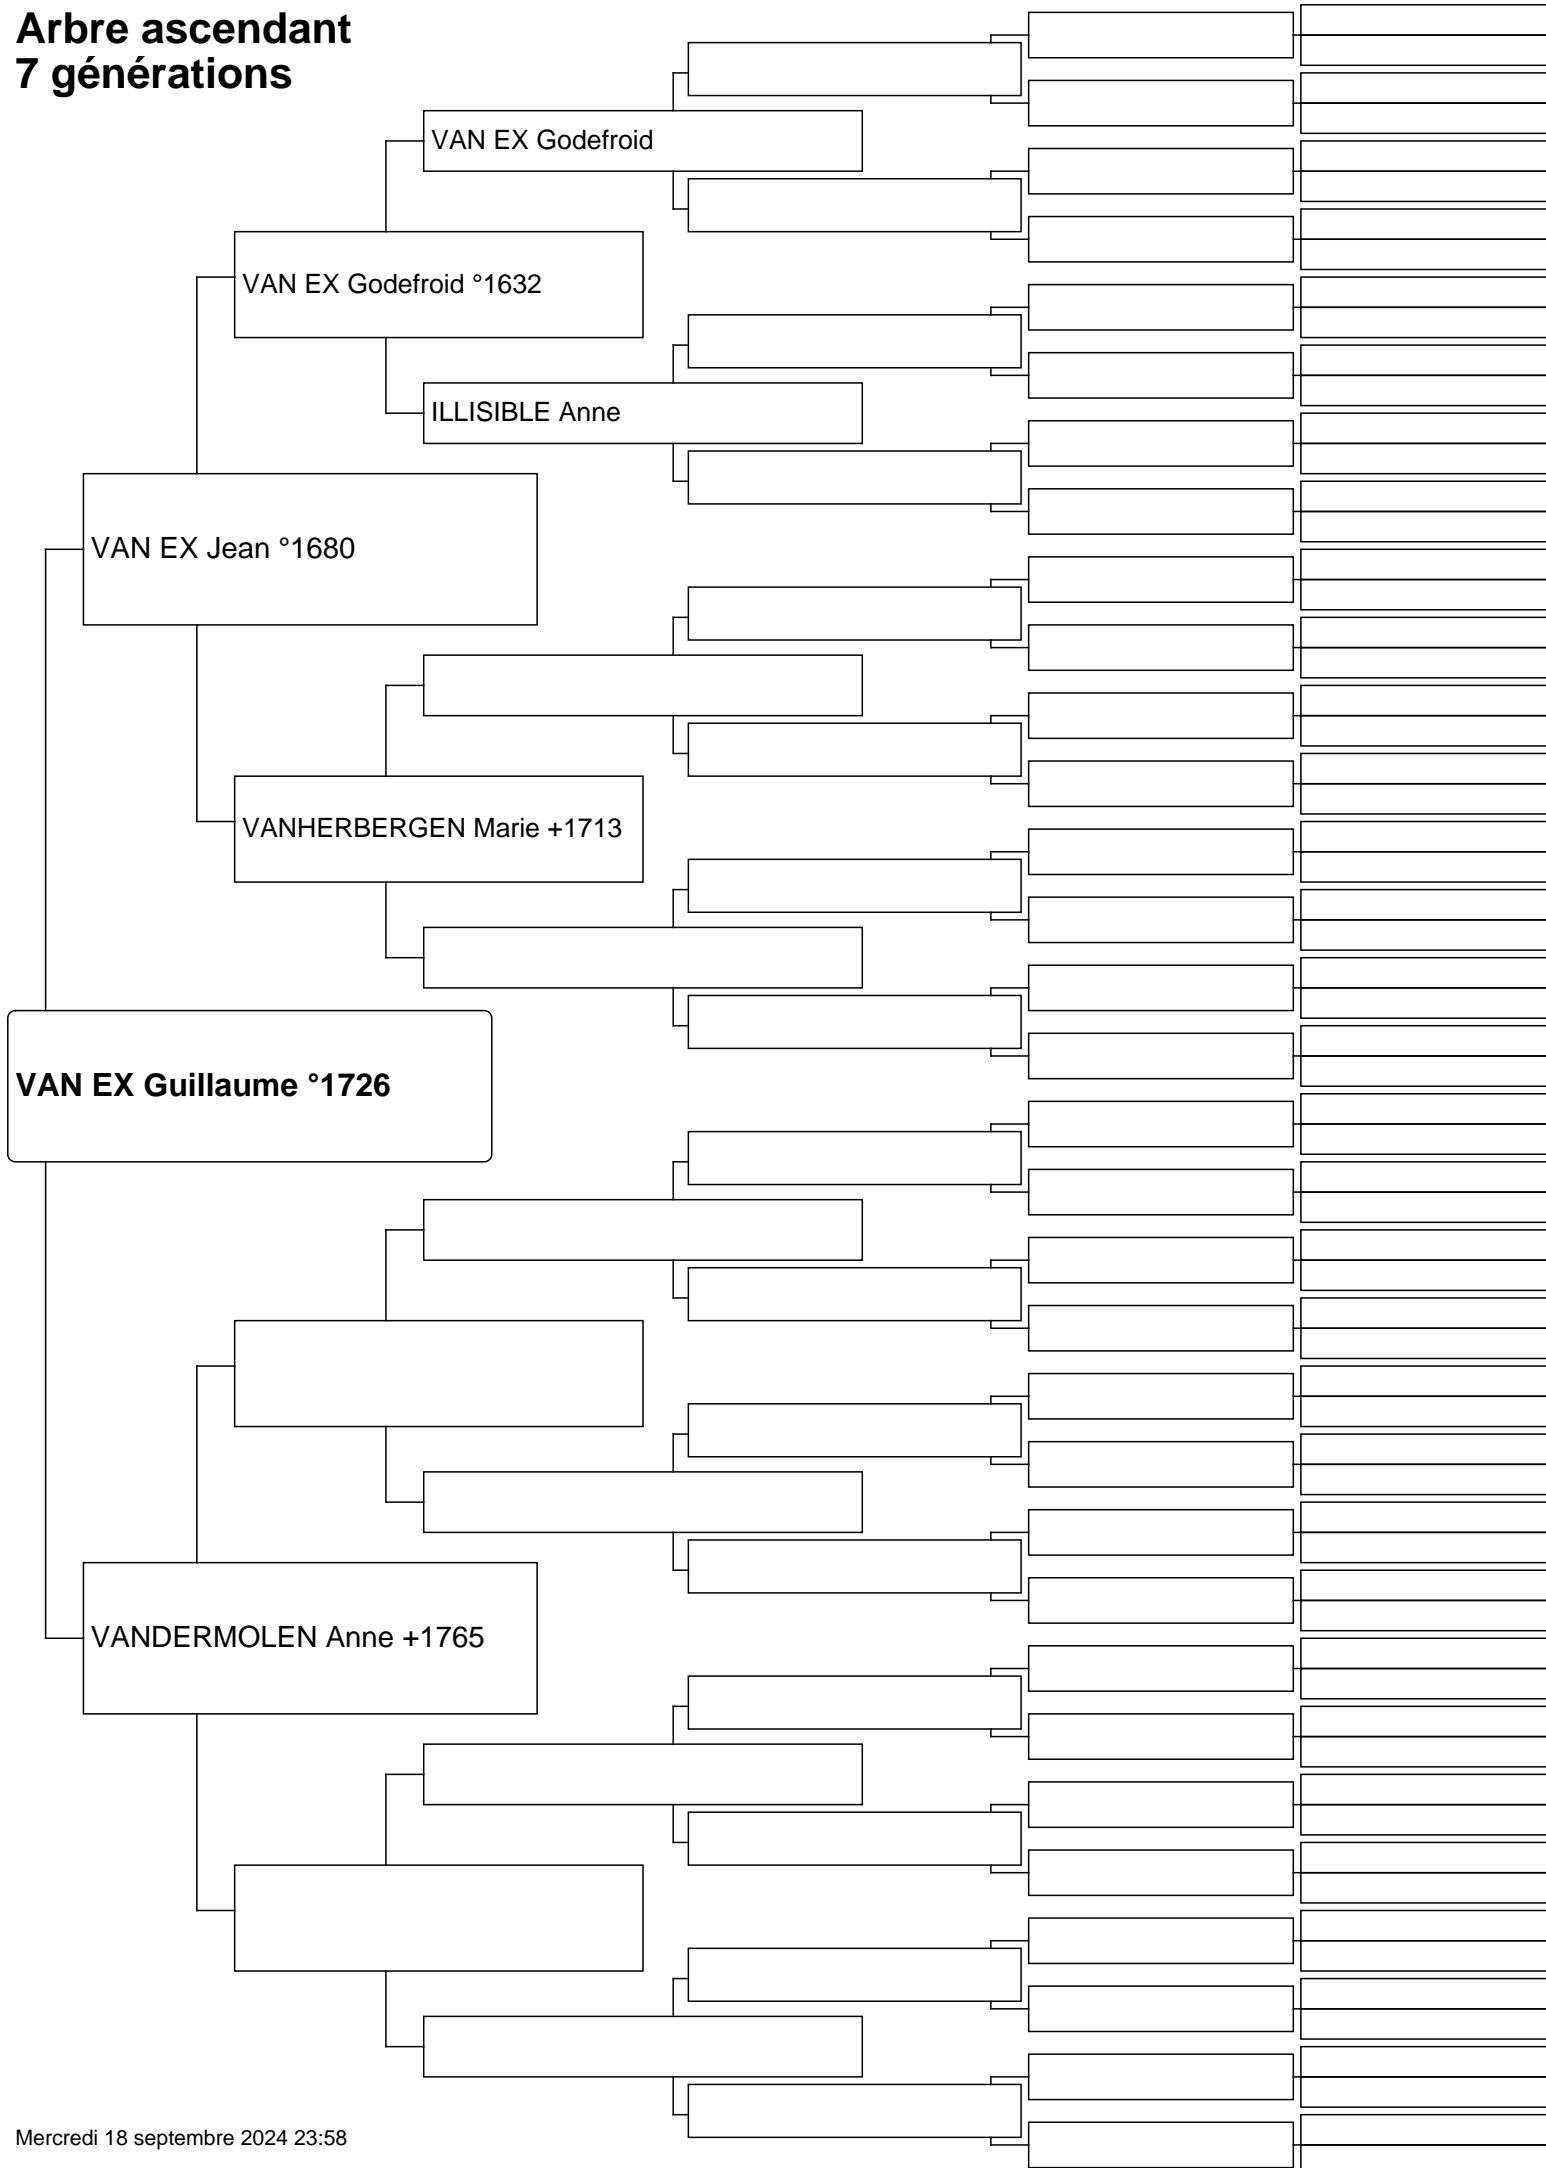 Arbre ascendant
7 générations
VAN EX Godefroid
VAN EX Godefroid °1632
ILLISIBLE Anne
VAN EX Jean °1680
VANHERBERGEN Marie +1713
VAN EX Guillaume °1726
VANDERMOLEN Anne +1765
Mercredi 18 septembre 2024 23:58